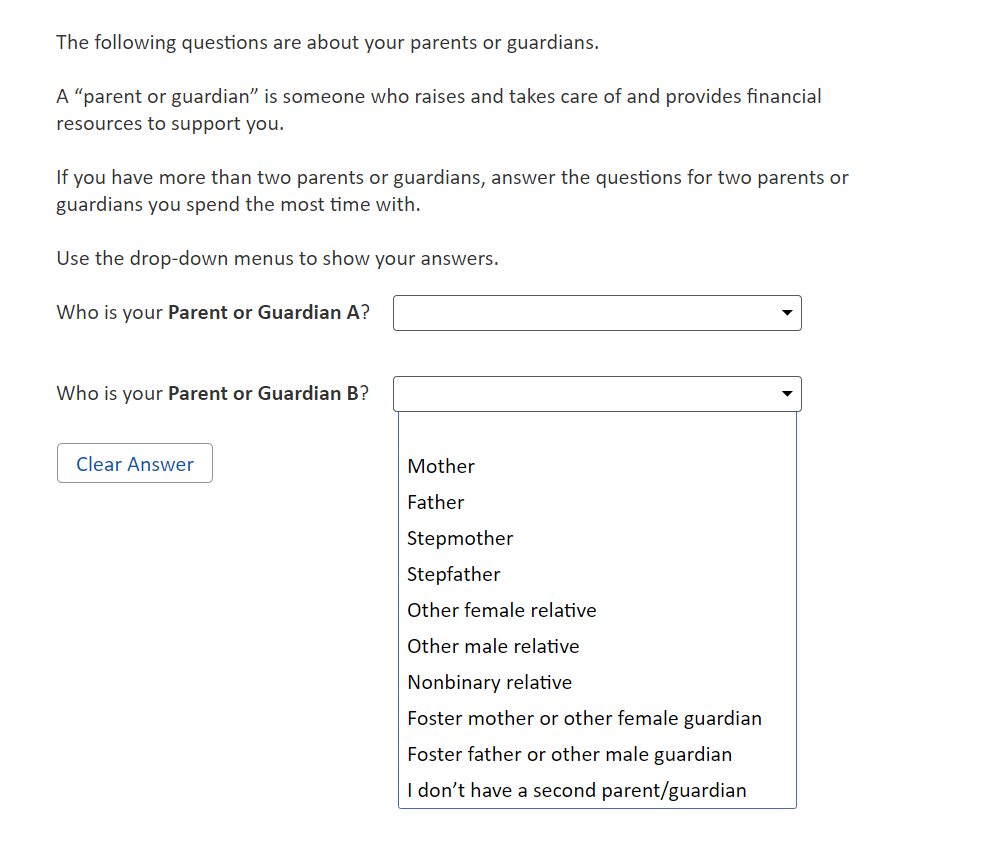 The following questions are about your parents or guardians.
A “parent or guardian” is someone who raises and takes care of and provides financial
resources to support you.
If you have more than two parents or guardians, answer the questions for two parents or
guardians you spend the most time with.
Use the drop-down menus to show your answers.
Who is your Parent or Guardian A?
Who is your Parent or Guardian B?
Clear Answer
Mother
Father
Stepmother
Stepfather
Other female relative
Other male relative
Nonbinary relative
Foster mother or other female guardian
Foster father or other male guardian
I don’t have a second parent/guardian